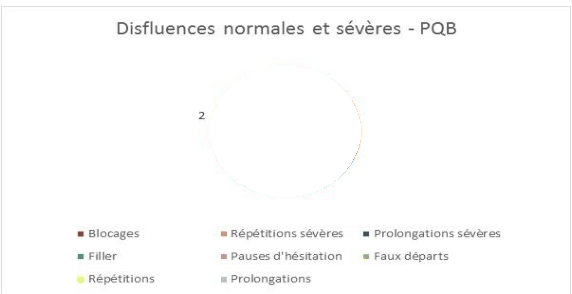 Disfluences normales et sévères - PQB
2
Blocages Répétitions sévères Prolongations sévères
Filler Pauses d'hésitation Faux départs
Répétitions Prolongations